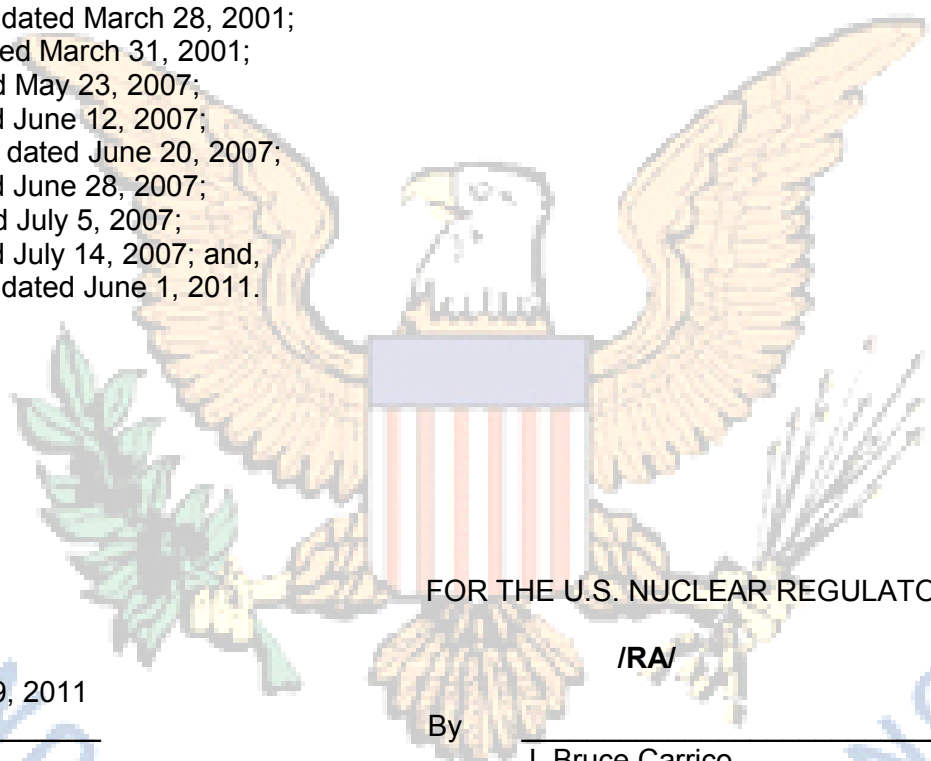 dated March 28, 2001;
ed March 31, 2001;
d May 23, 2007;
d June 12, 2007;
dated June 20, 2007;
d June 28, 2007;
d July 5, 2007;
d July 14, 2007; and,
dated June 1, 2011.
FOR THE U.S. NUCLEAR REGULATO
/RA/
9, 2011
By
J. Bruce Carrico